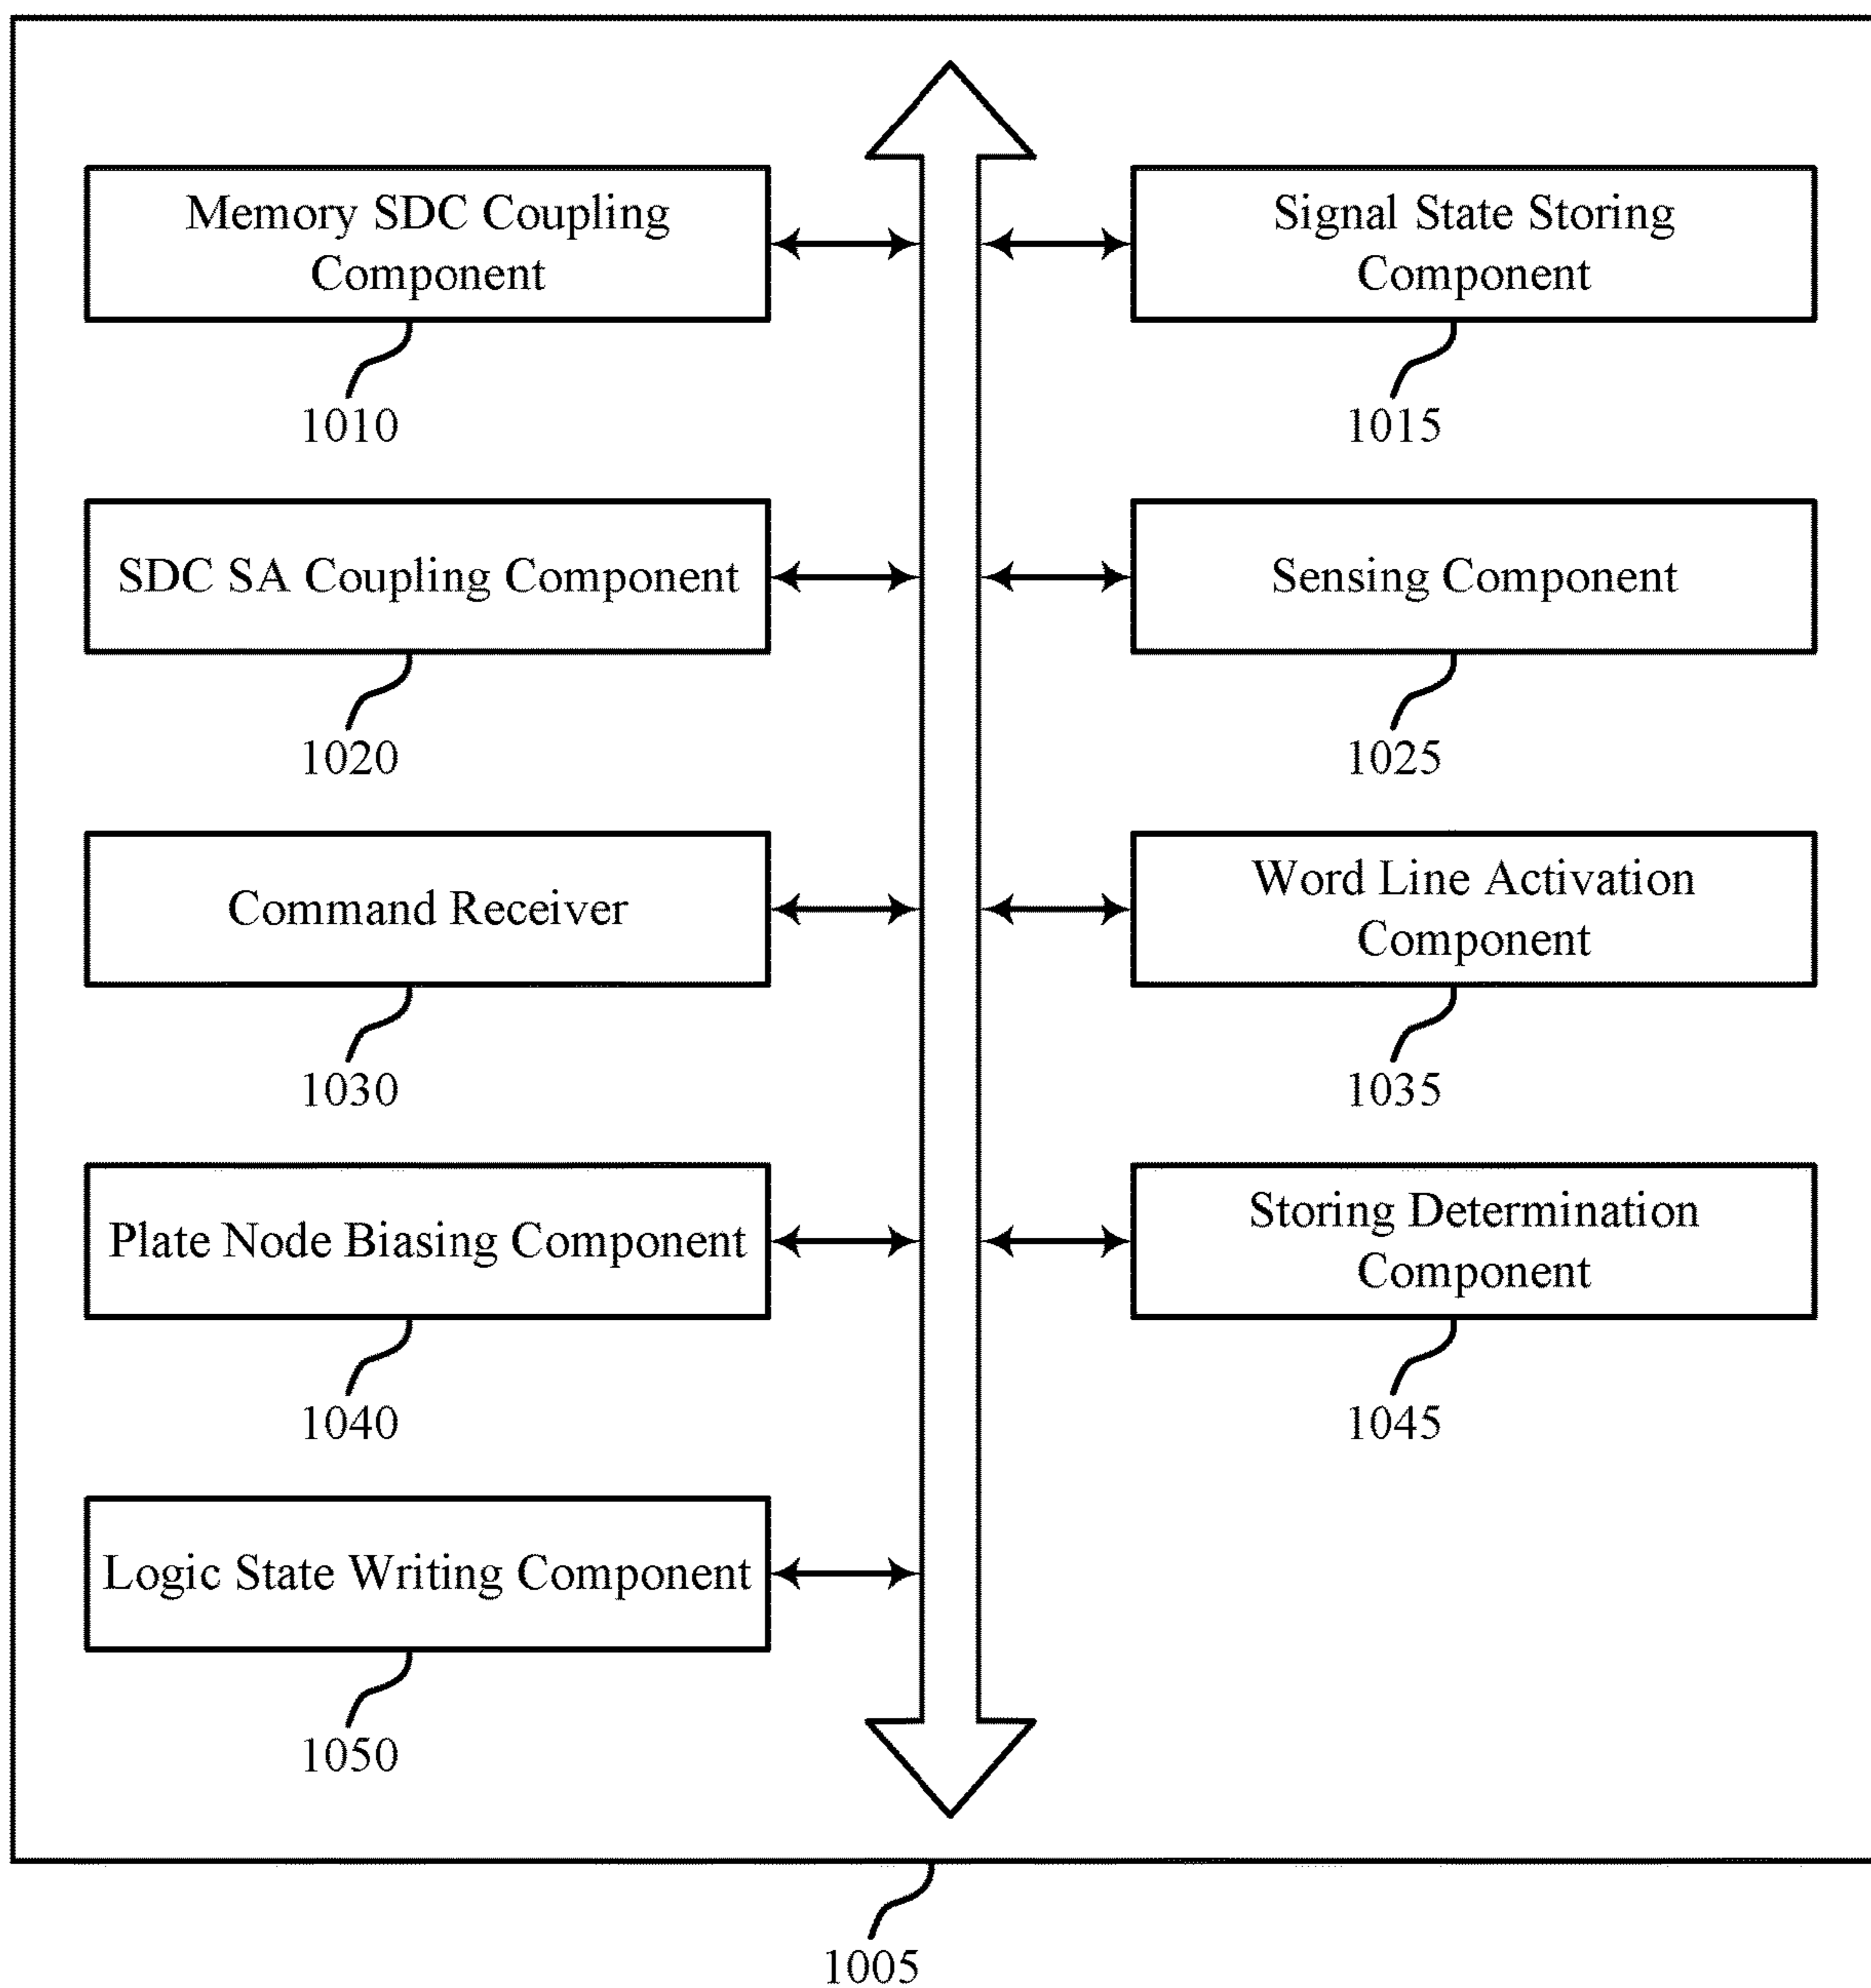 Memory SDC Coupling
Component
1010
Signal State Storing
Component
1015
SDC SA Coupling Component
1020
Sensing Component
1025
Command Receiver
1030
Word Line Activation
Component
1035
Plate Node Biasing Component
1040
Storing Determination
Component
1045
Logic State Writing Component
1050
1005